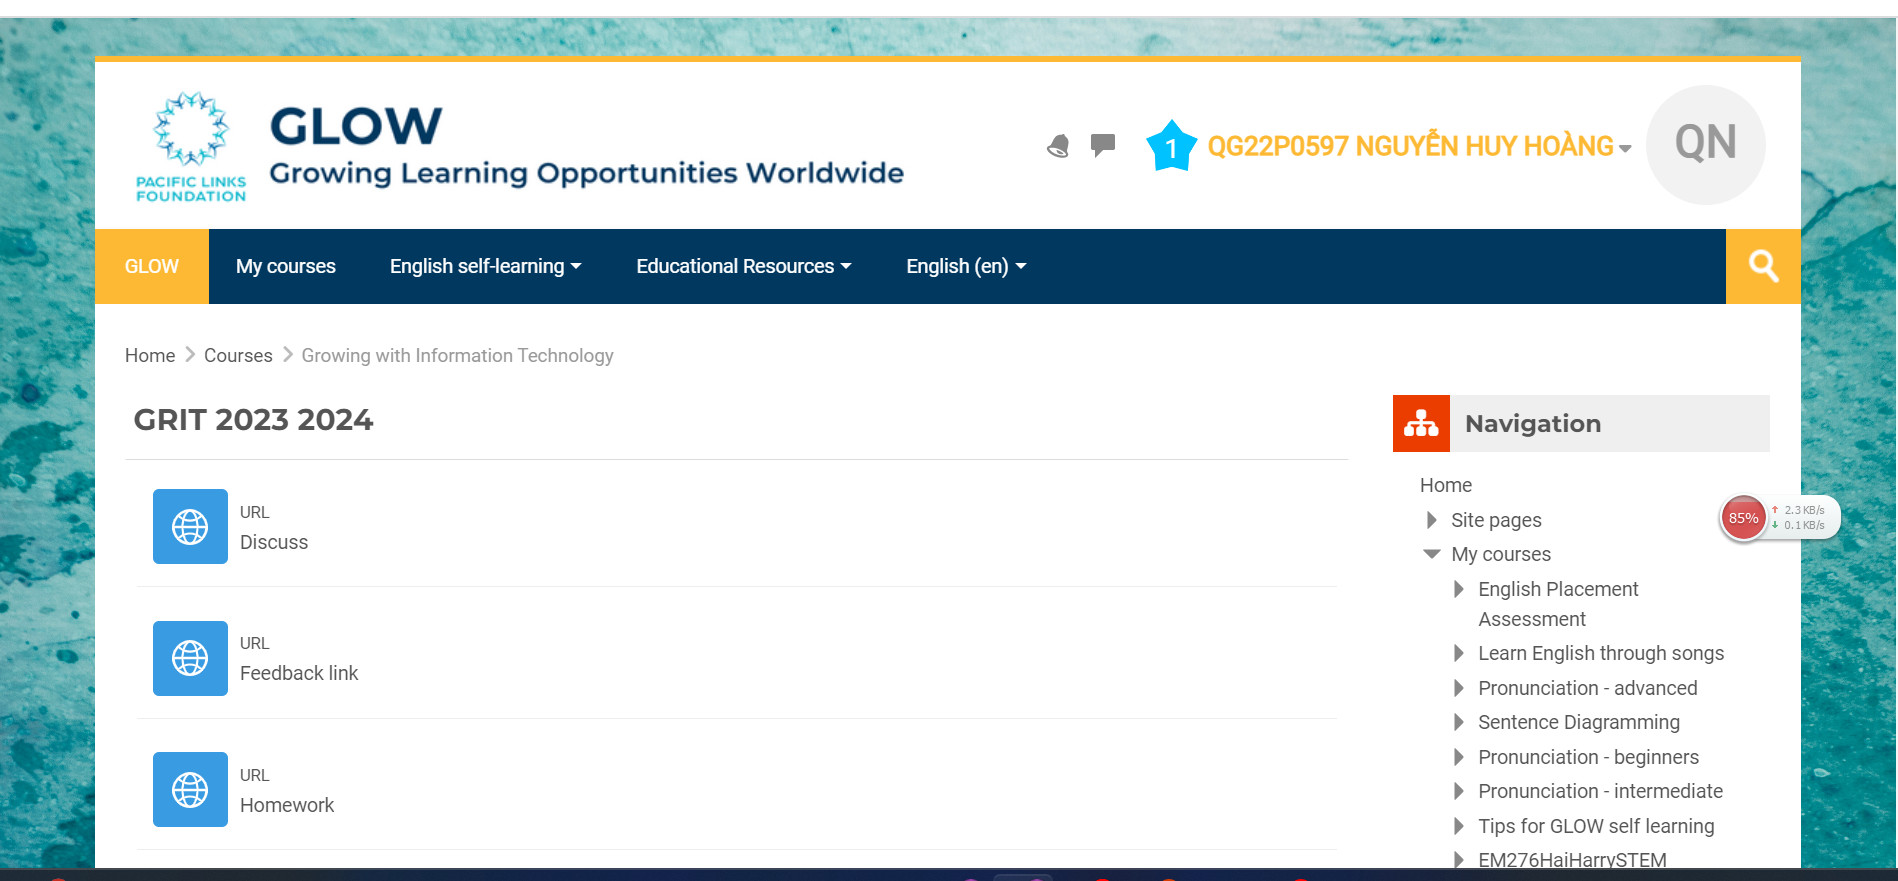 GLOW
Growing Learning Opportunities Worldwide
PACIFIC LINKS
FOUNDATION
1
QG22P0597 NGUYỄN HUY HOÀNG
QN
GLOW
My courses
English self-learning
Educational Resources
English (en)
Home
Courses
Growing with Information Technology
GRIT 2023 2024
URL
Discuss
URL
Feedback link
URL
Homework
Navigation
Home
Site pages
My courses
English Placement
Assessment
Learn English through songs
Pronunciation - advanced
Sentence Diagramming
Pronunciation - beginners
Pronunciation - intermediate
Tips for GLOW self learning
EM276HaiHarrySTEM
85%
2.3 KB/s
0.1 KB/s